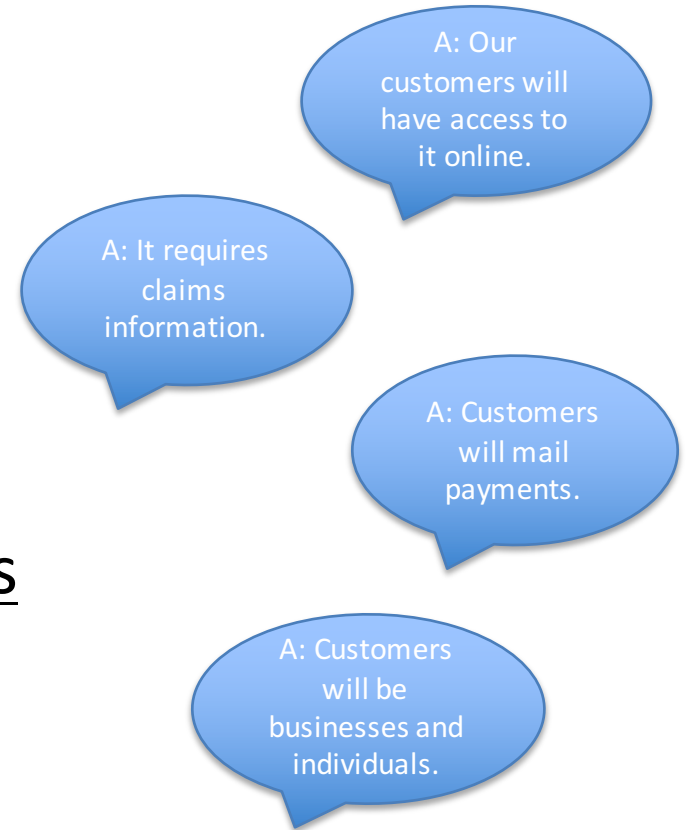 A: Our
customers will
have access to
it online.
A: It requires
claims
information.
A: Customers
will mail
payments.
s
A: Customers
will be
businesses and
individuals.